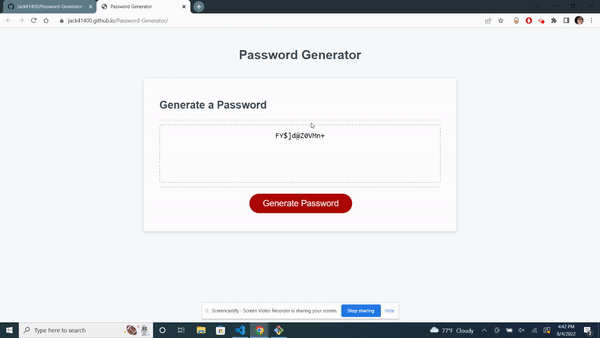 Jack41400/Password-Generator
Password Generator
jack41400.github.io/Password-Generator/
Password Generator
Generate a Password
FY$]d@Z0VMn+
Generate Password
Screencastify - Screen Video Recorder is sharing your screen.
Stop sharing
Hide
Type here to search
77°F Cloudy
4:42 PM
8/4/2022